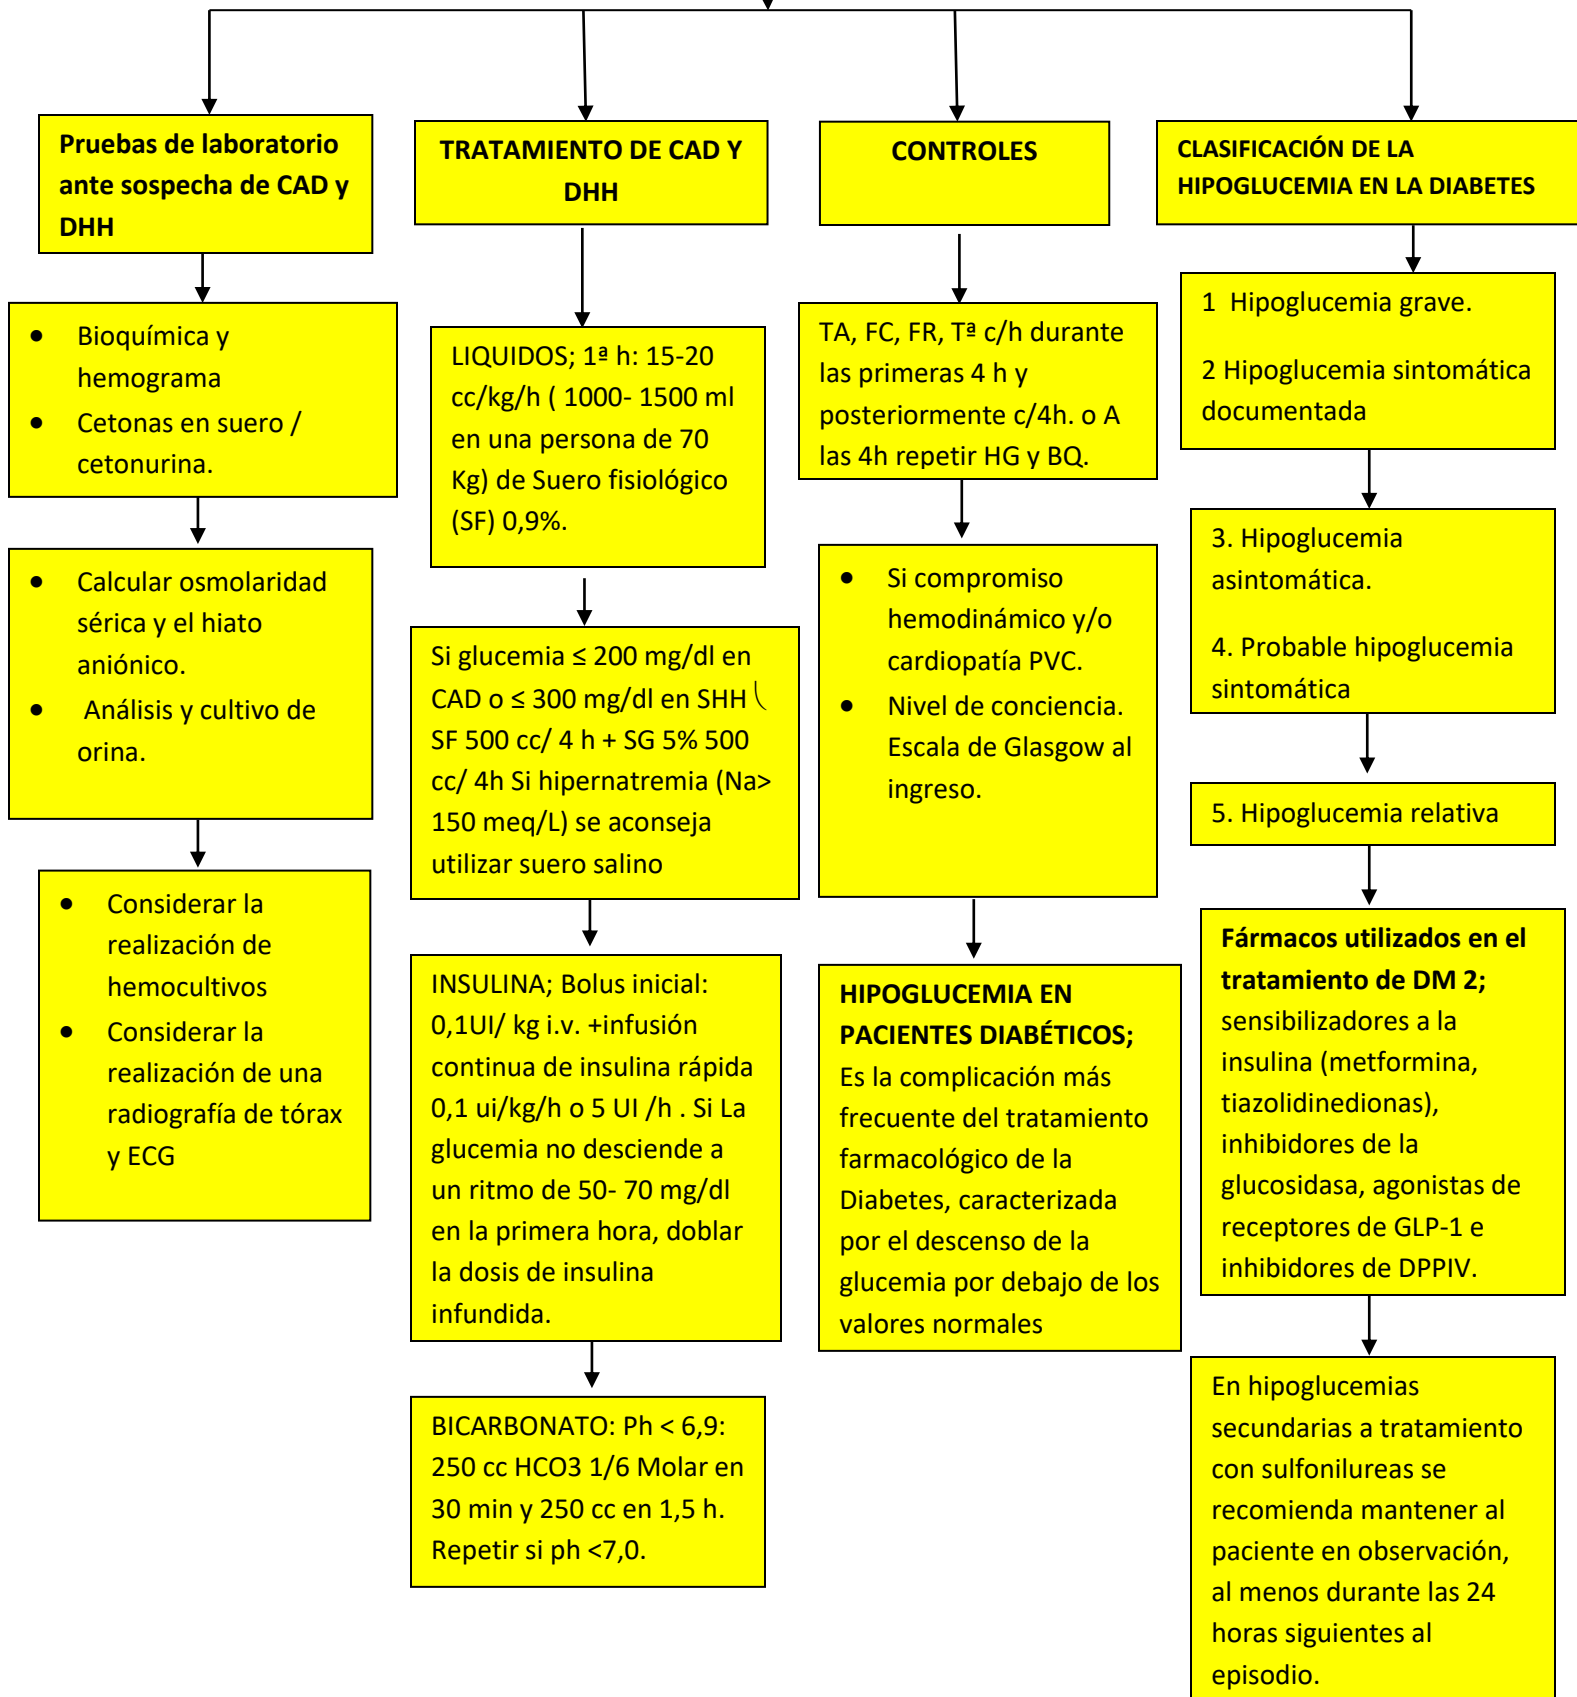 Pruebas de laboratorio
ante sospecha de CAD y
DHH
• Bioquímica y
hemograma
• Cetonas en suero /
cetonurina.
• Calcular osmolaridad
sérica y el hiato
aniónico.
• Análisis y cultivo de
orina.
• Considerar la
realización de
hemocultivos
• Considerar la
realización de una
radiografía de tórax
y ECG
TRATAMIENTO DE CAD Y
DHH
LIQUIDOS; 1ª h: 15-20
cc/kg/h ( 1000- 1500 ml
en una persona de 70
Kg) de Suero fisiológico
(SF) 0,9%.
Si glucemia ≤ 200 mg/dl en
CAD o ≤ 300 mg/dl en SHH
SF 500 cc/ 4 h + SG 5% 500
cc/ 4h Si hipernatremia (Na>
150 meq/L) se aconseja
utilizar suero salino
INSULINA; Bolus inicial:
0,1UI/ kg i.v. +infusión
continua de insulina rápida
0,1 ui/kg/h o 5 UI /h . Si La
glucemia no desciende a
un ritmo de 50- 70 mg/dl
en la primera hora, doblar
la dosis de insulina
infundida.
BICARBONATO: Ph < 6,9:
250 cc HCO3 1/6 Molar en
30 min y 250 cc en 1,5 h.
Repetir si ph <7,0.
CONTROLES
TA, FC, FR, Tª c/h durante
las primeras 4 h y
posteriormente c/4h. o A
las 4h repetir HG y BQ.
• Si compromiso
hemodinámico y/o
cardiopatía PVC.
• Nivel de conciencia.
Escala de Glasgow al
ingreso.
HIPOGLUCEMIA EN
PACIENTES DIABÉTICOS;
Es la complicación más
frecuente del tratamiento
farmacológico de la
Diabetes, caracterizada
por el descenso de la
glucemia por debajo de los
valores normales
CLASIFICACIÓN DE LA
HIPOGLUCEMIA EN LA DIABETES
1 Hipoglucemia grave.
2 Hipoglucemia sintomática
documentada
3. Hipoglucemia
asintomática.
4. Probable hipoglucemia
sintomática
5. Hipoglucemia relativa
Fármacos utilizados en el
tratamiento de DM 2;
sensibilizadores a la
insulina (metformina,
tiazolidinedionas),
inhibidores de la
glucosidasa, agonistas de
receptores de GLP-1 e
inhibidores de DPPIV.
En hipoglucemias
secundarias a tratamiento
con sulfonilureas se
recomienda mantener al
paciente en observación,
al menos durante las 24
horas siguientes al
episodio.